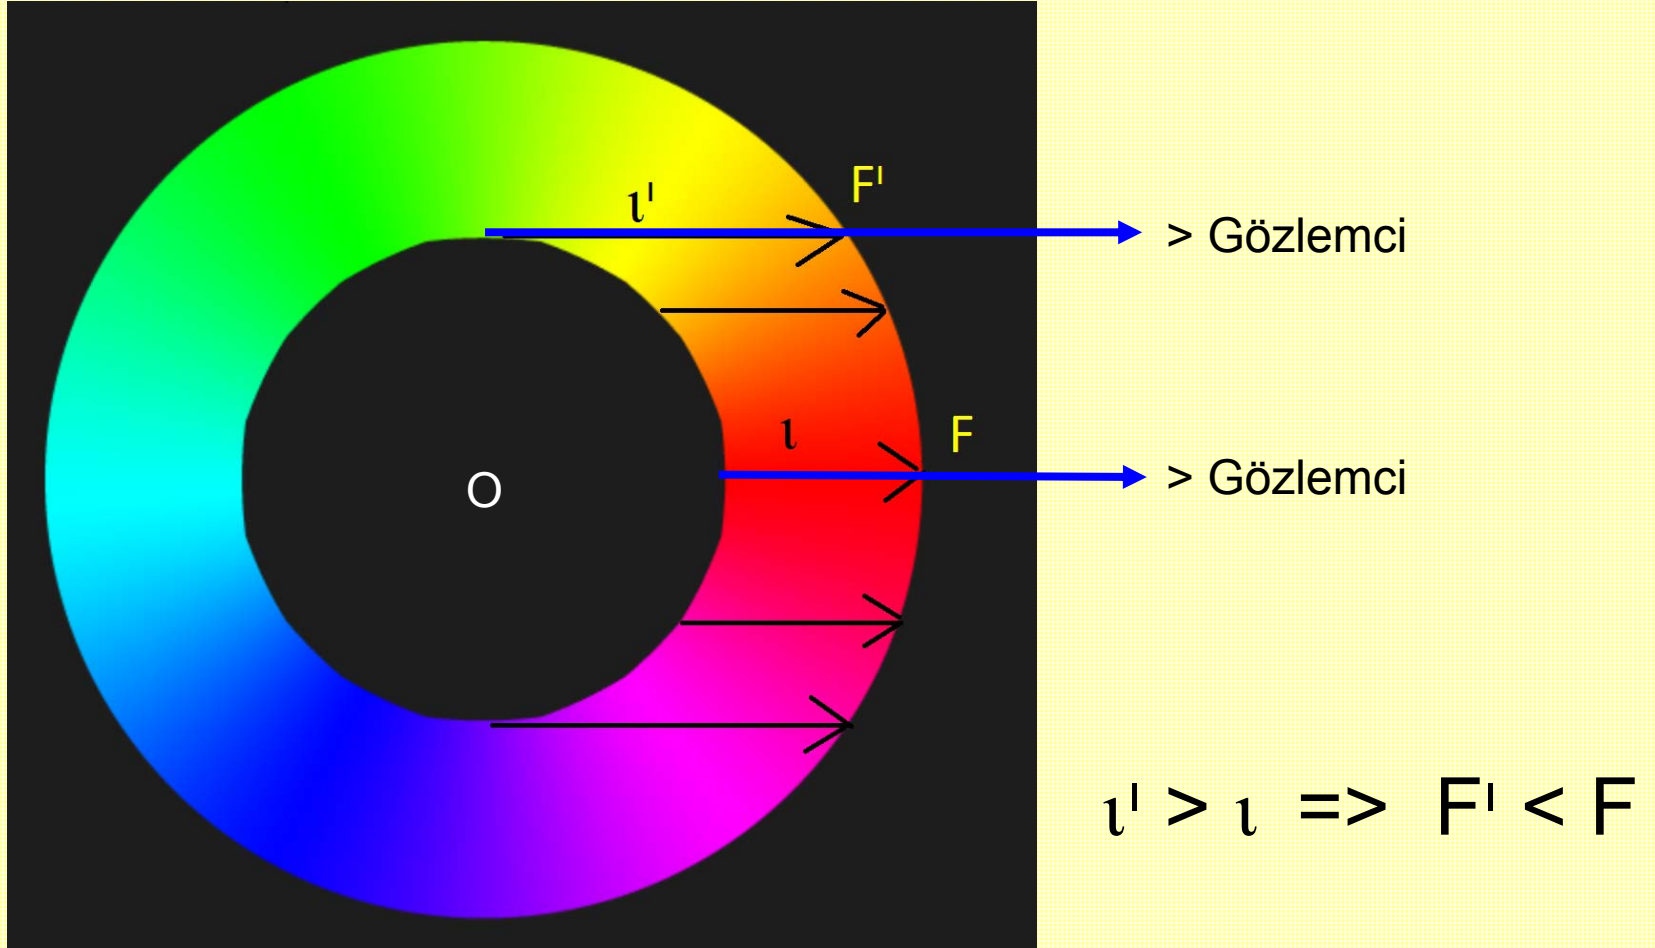 ι' F'
> Gözlemci
ι F
O > Gözlemci
ι' > ι => F' < F